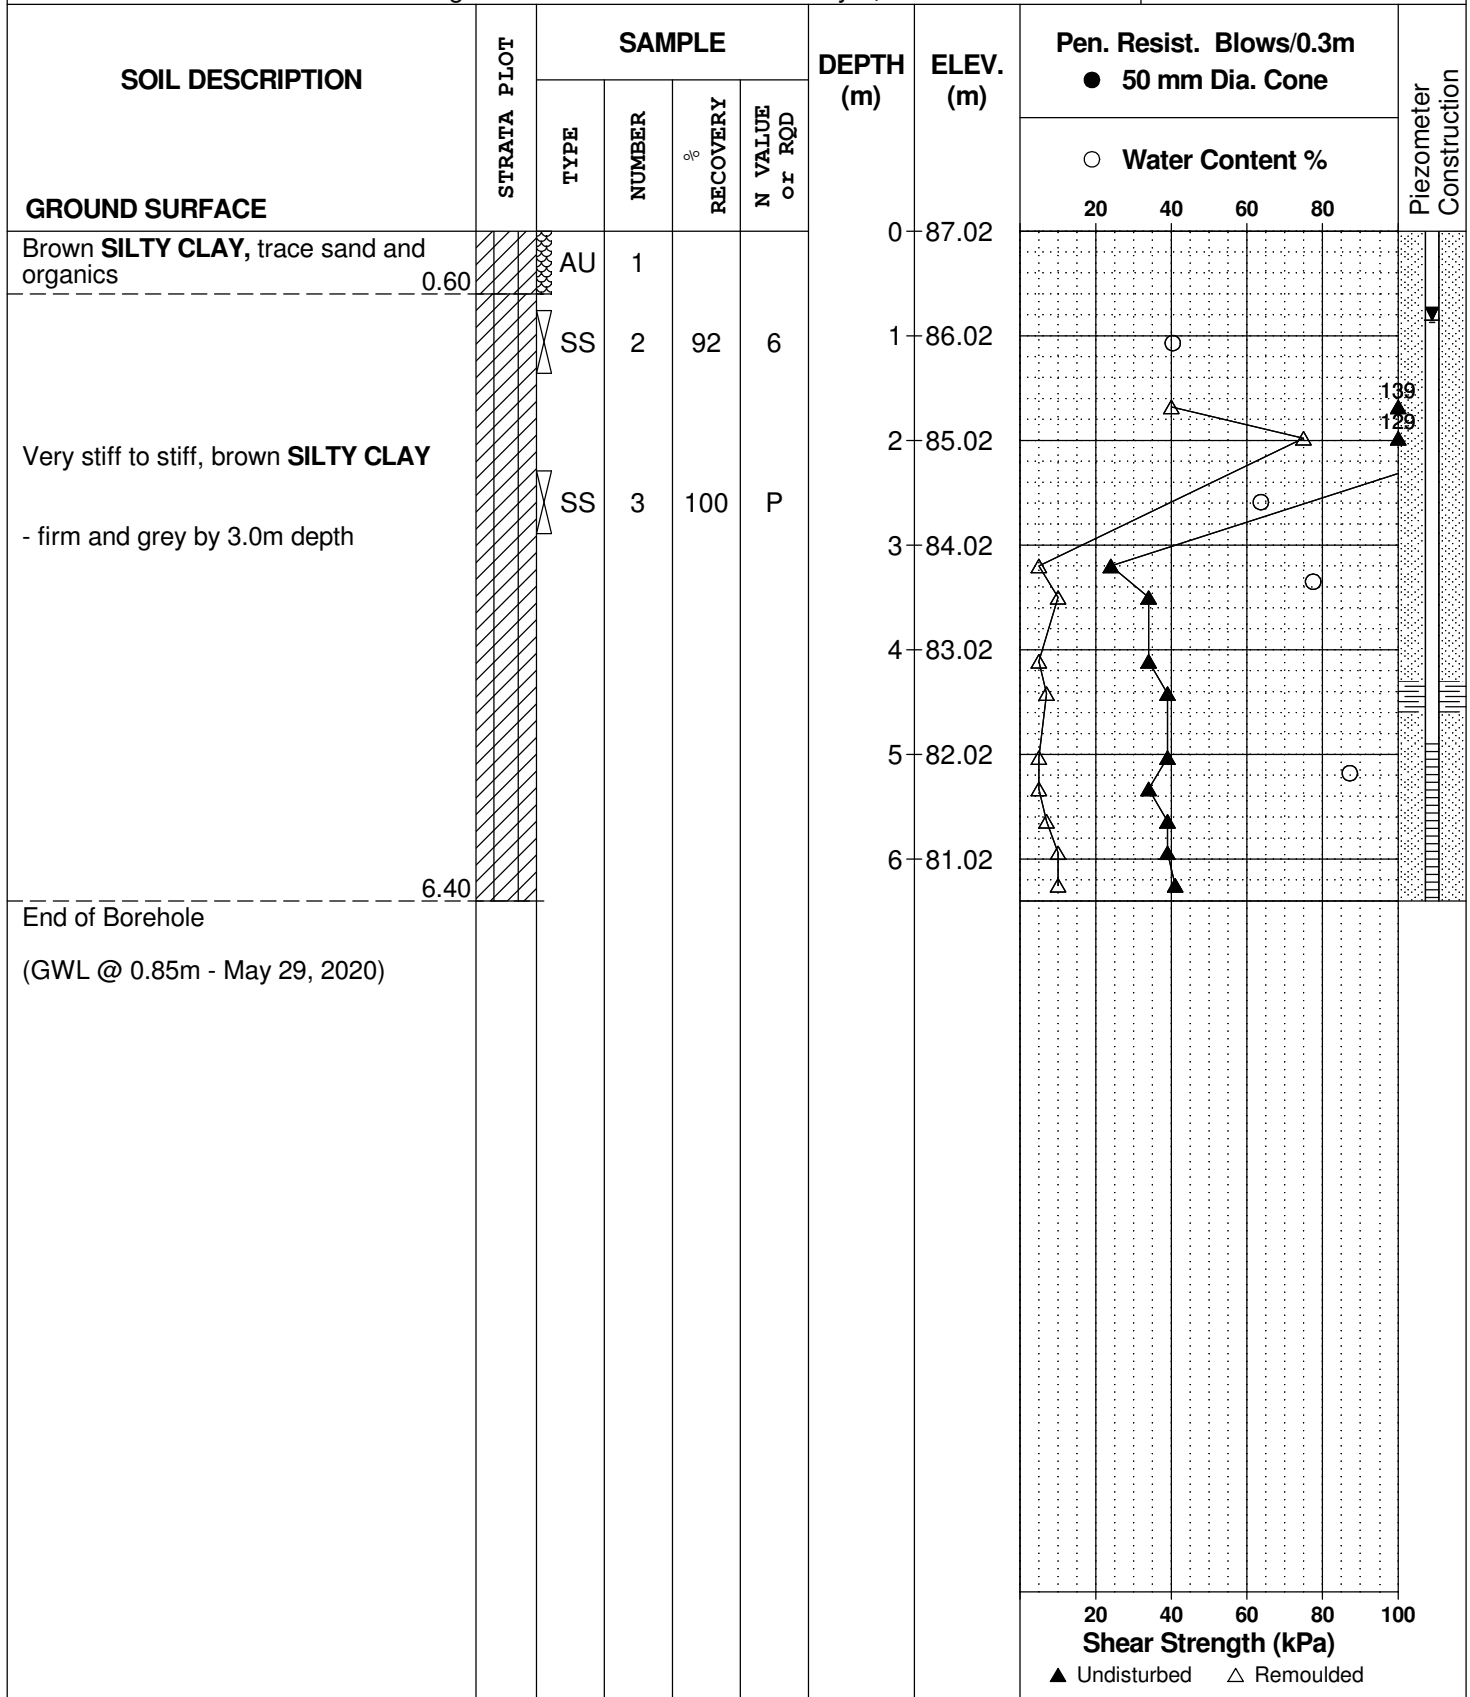 SOIL DESCRIPTION
GROUND SURFACE
STRATA PLOT
SAMPLE
TYPE
NUMBER
% RECOVERY
N VALUE or RQD
DEPTH (m)
ELEV. (m)
Pen. Resist. Blows/0.3m
● 50 mm Dia. Cone
○ Water Content %
20 40 60 80
Piezometer Construction
0 87.02
Brown SILTY CLAY, trace sand and
organics 0.60
AU 1
SS 2 92 6
1 86.02
139
129
2 85.02
Very stiff to stiff, brown SILTY CLAY
SS 3 100 P
- firm and grey by 3.0m depth
3 84.02
4 83.02
5 82.02
6 81.02
6.40
End of Borehole
(GWL @ 0.85m - May 29, 2020)
20 40 60 80 100
Shear Strength (kPa)
▲ Undisturbed △ Remoulded